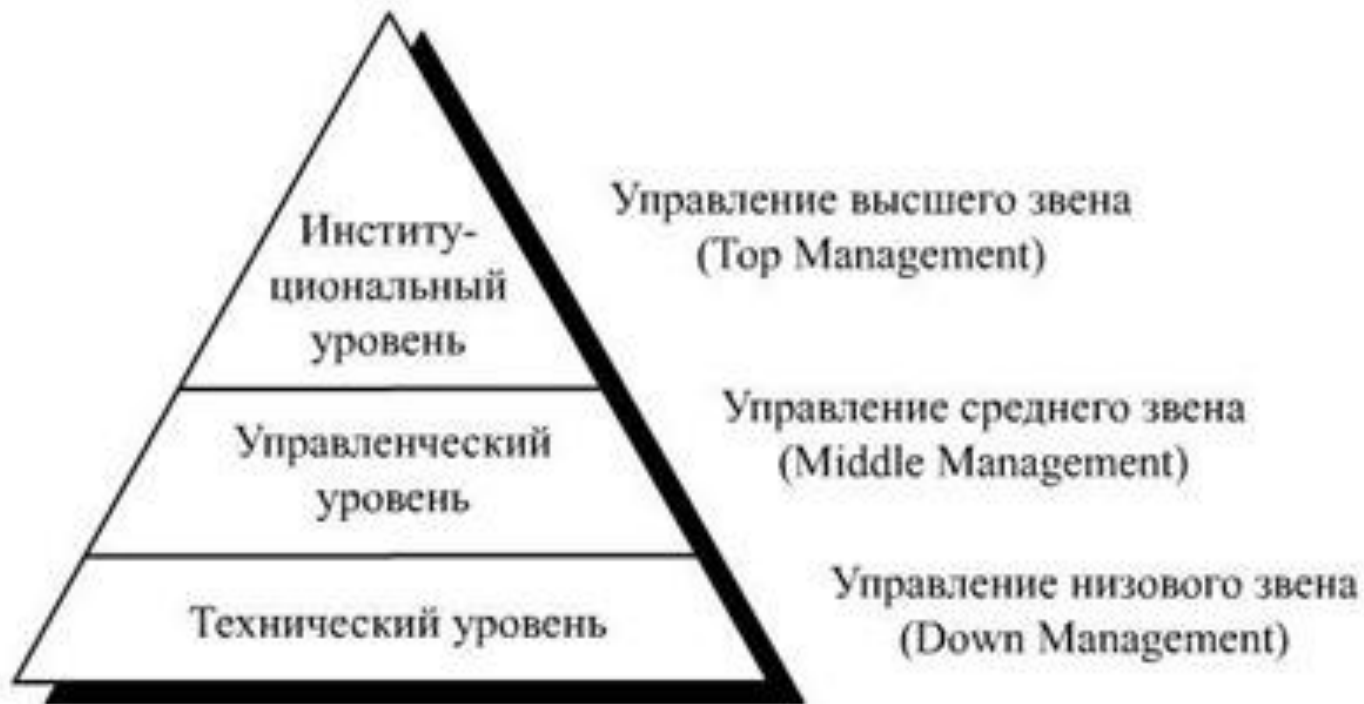 Институ-
циональный
уровень
Управление высшего звена
(Top Management)
Управленческий
уровень
Управление среднего звена
(Middle Management)
Технический уровень
Управление низового звена
(Down Management)